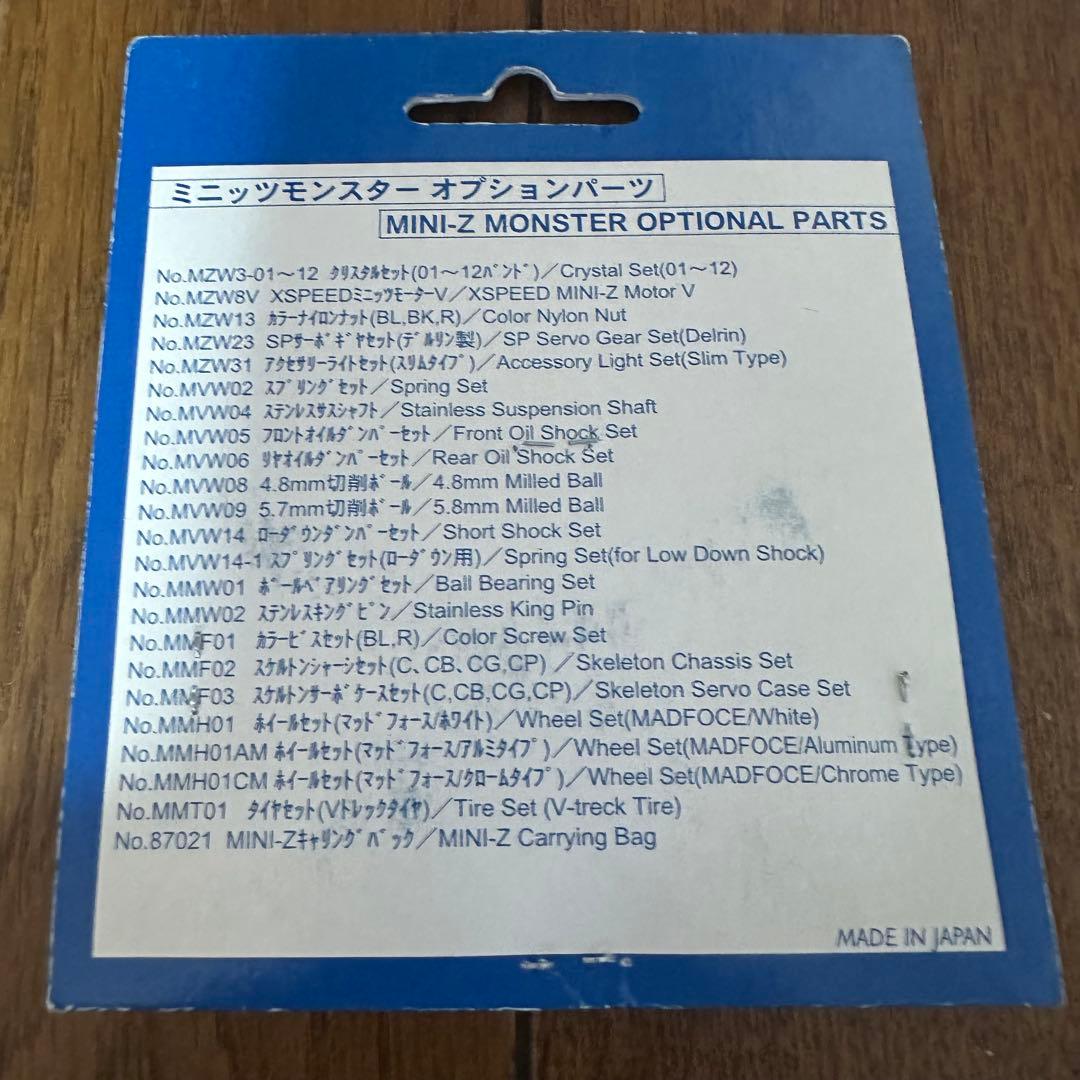 ミニッツモンスター オプションパーツ
MINI-Z MONSTER OPTIONAL PARTS
No.MZW3-01～12 ｸﾘｽﾀﾙｾｯﾄ(01～12ﾊﾞﾝﾄﾞ)／Crystal Set(01～12)
No.MZW8V XSPEEDﾐﾆｯﾂﾓｰﾀｰV／XSPEED MINI-Z Motor V
No.MZW13 ｶﾗｰﾅｲﾛﾝﾅｯﾄ(BL,BK,R)／Color Nylon Nut
No.MZW23 SPｻｰﾎﾞｷﾞﾔｾｯﾄ(ﾃﾞﾙﾘﾝ製)／SP Servo Gear Set(Delrin)
No.MZW31 ｱｸｾｻﾘｰﾗｲﾄｾｯﾄ(ｽﾘﾑﾀｲﾌﾟ)／Accessory Light Set(Slim Type)
No.MVW02 ｽﾌﾟﾘﾝｸﾞｾｯﾄ／Spring Set
No.MVW04 ｽﾃﾝﾚｽｻｽｼｬﾌﾄ／Stainless Suspension Shaft
No.MVW05 ﾌﾛﾝﾄｵｲﾙﾀﾞﾝﾊﾟｰｾｯﾄ／Front Oil Shock Set
No.MVW06 ﾘﾔｵｲﾙﾀﾞﾝﾊﾟｰｾｯﾄ／Rear Oil Shock Set
No.MVW08 4.8mm切削ﾎﾞｰﾙ／4.8mm Milled Ball
No.MVW09 5.7mm切削ﾎﾞｰﾙ／5.8mm Milled Ball
No.MVW14 ﾛｰﾀﾞｳﾝﾀﾞﾝﾊﾟｰｾｯﾄ／Short Shock Set
No.MVW14-1 ｽﾌﾟﾘﾝｸﾞｾｯﾄ(ﾛｰﾀﾞｳﾝ用)／Spring Set(for Low Down Shock)
No.MMW01 ﾎﾞｰﾙﾍﾞｱﾘﾝｸﾞｾｯﾄ／Ball Bearing Set
No.MMW02 ｽﾃﾝﾚｽｷﾝｸﾞﾋﾟﾝ／Stainless King Pin
No.MMF01 ｶﾗｰﾋﾞｽｾｯﾄ(BL,R)／Color Screw Set
No.MMF02 ｽｹﾙﾄﾝｼｬｰｼｾｯﾄ(C、CB、CG,CP)／Skeleton Chassis Set
No.MMF03 ｽｹﾙﾄﾝｻｰﾎﾞｹｰｽｾｯﾄ(C,CB,CG,CP)／Skeleton Servo Case Set
No.MMH01 ﾎｲｰﾙｾｯﾄ(ﾏｯﾄﾞﾌｫｰｽ/ﾎﾜｲﾄ)／Wheel Set(MADFOCE/White)
No.MMH01AM ﾎｲｰﾙｾｯﾄ(ﾏｯﾄﾞﾌｫｰｽ/ｱﾙﾐﾀｲﾌﾟ)／Wheel Set(MADFOCE/Aluminum Type)
No.MMH01CM ﾎｲｰﾙｾｯﾄ(ﾏｯﾄﾞﾌｫｰｽ/ｸﾛｰﾑﾀｲﾌﾟ)／Wheel Set(MADFOCE/Chrome Type)
No.MMT01 ﾀｲﾔｾｯﾄ(Vﾄﾚｯｸﾀｲﾔ)／Tire Set (V-treck Tire)
No.87021 MINI-Zｷｬﾘﾝｸﾞﾊﾞｯｸ／MINI-Z Carrying Bag
MADE IN JAPAN